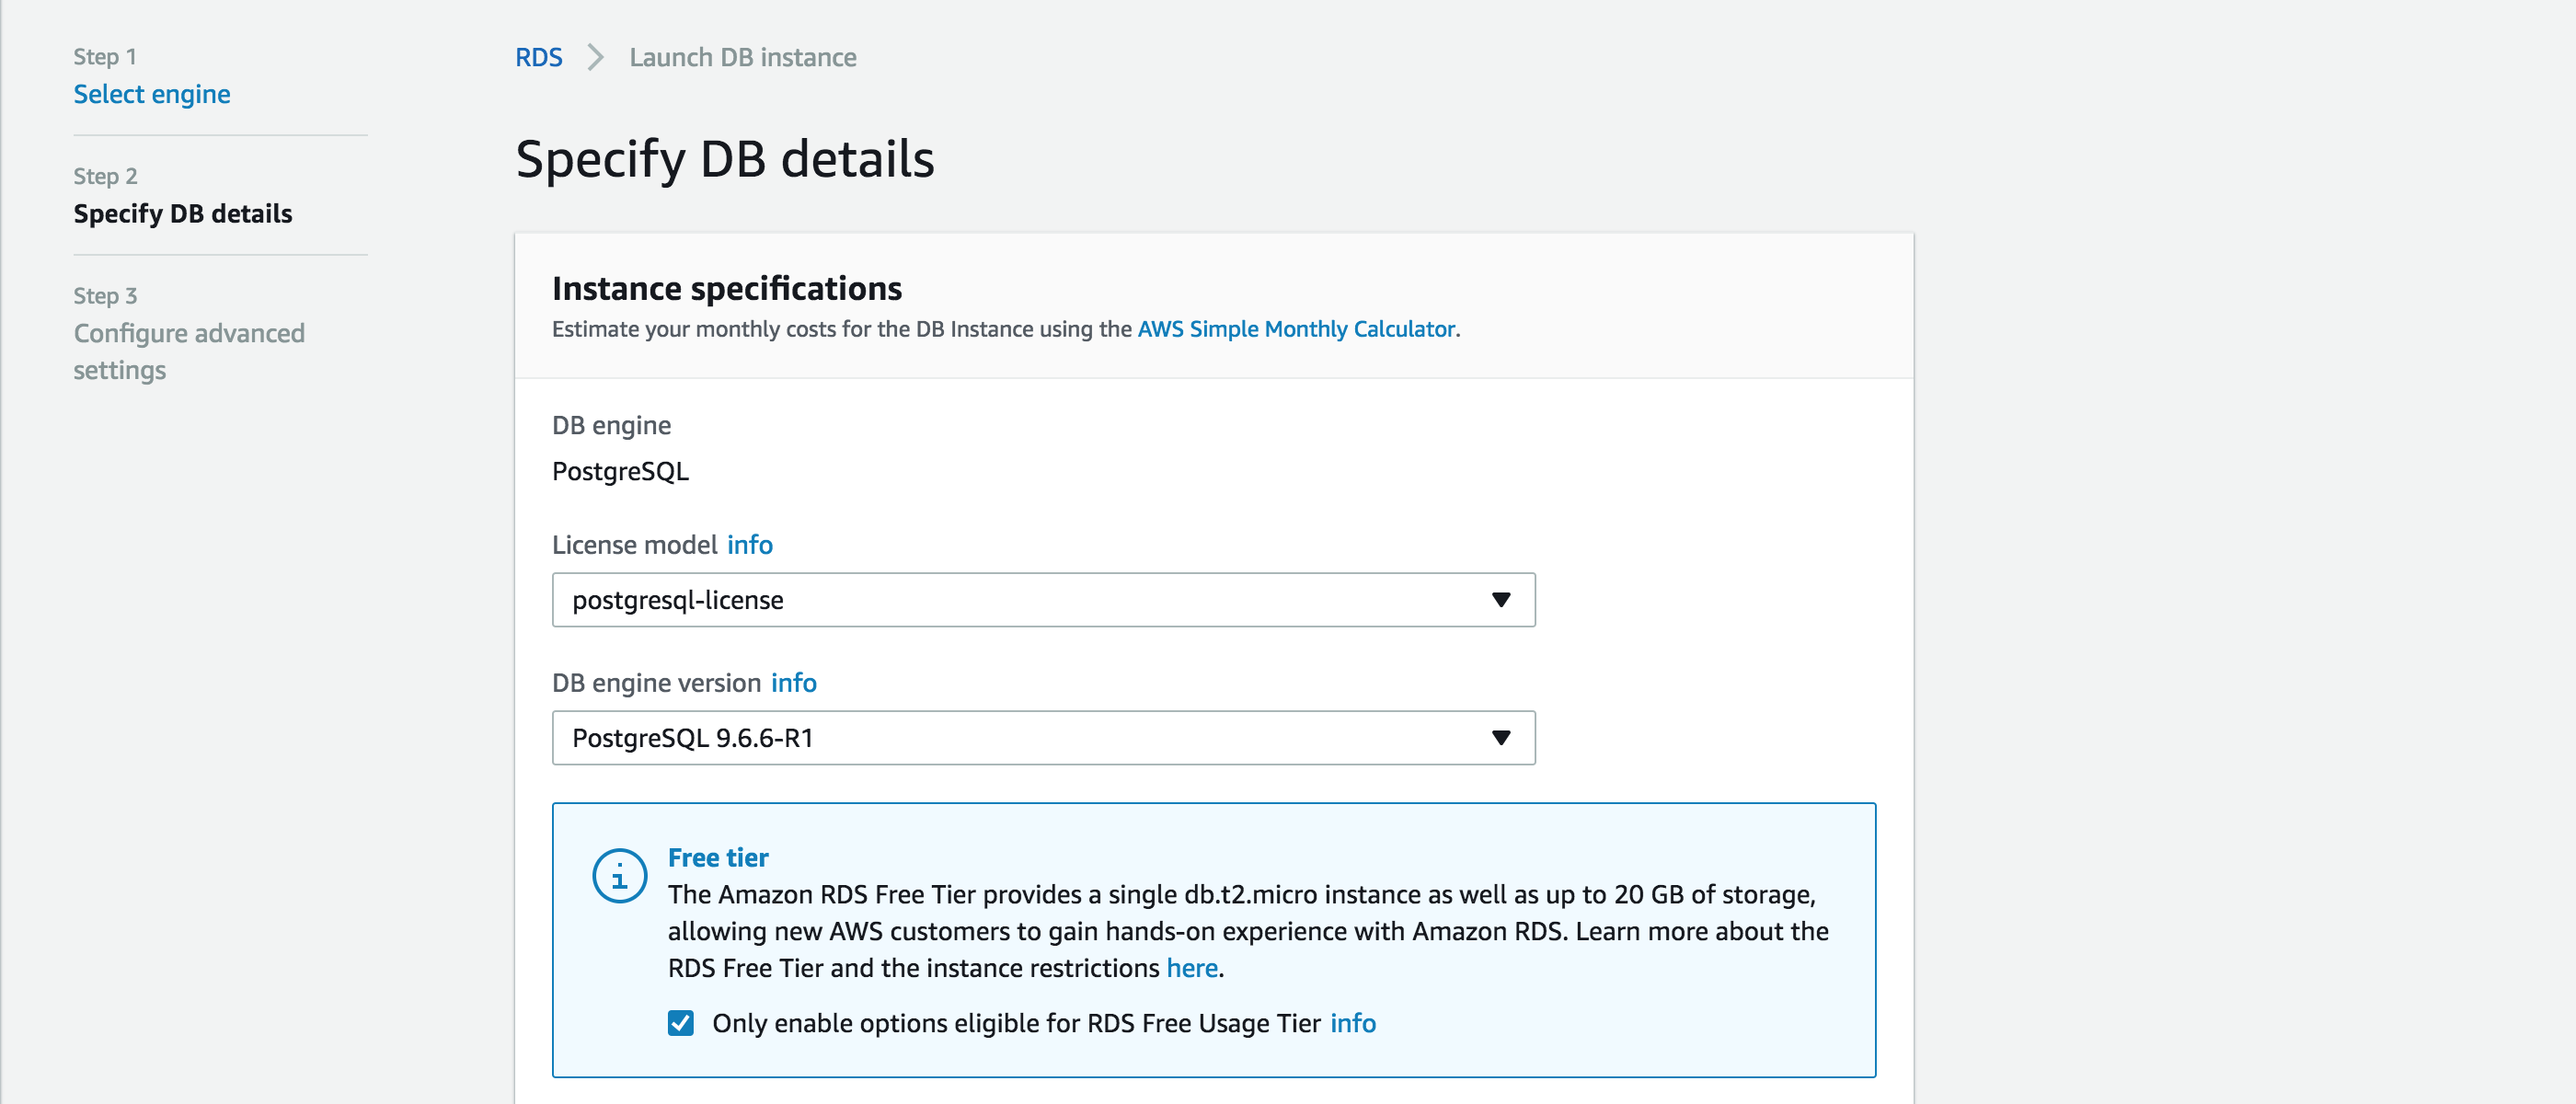 Step 1
Select engine
Step 2
Specify DB details
Step 3
Configure advanced
settings
RDS > Launch DB instance
Specify DB details
Instance specifications
Estimate your monthly costs for the DB Instance using the AWS Simple Monthly Calculator.
DB engine
PostgreSQL
License model info
postgresql-license
DB engine version info
PostgreSQL 9.6.6-R1
Free tier
The Amazon RDS Free Tier provides a single db.t2.micro instance as well as up to 20 GB of storage,
allowing new AWS customers to gain hands-on experience with Amazon RDS. Learn more about the
RDS Free Tier and the instance restrictions here.
Only enable options eligible for RDS Free Usage Tier info